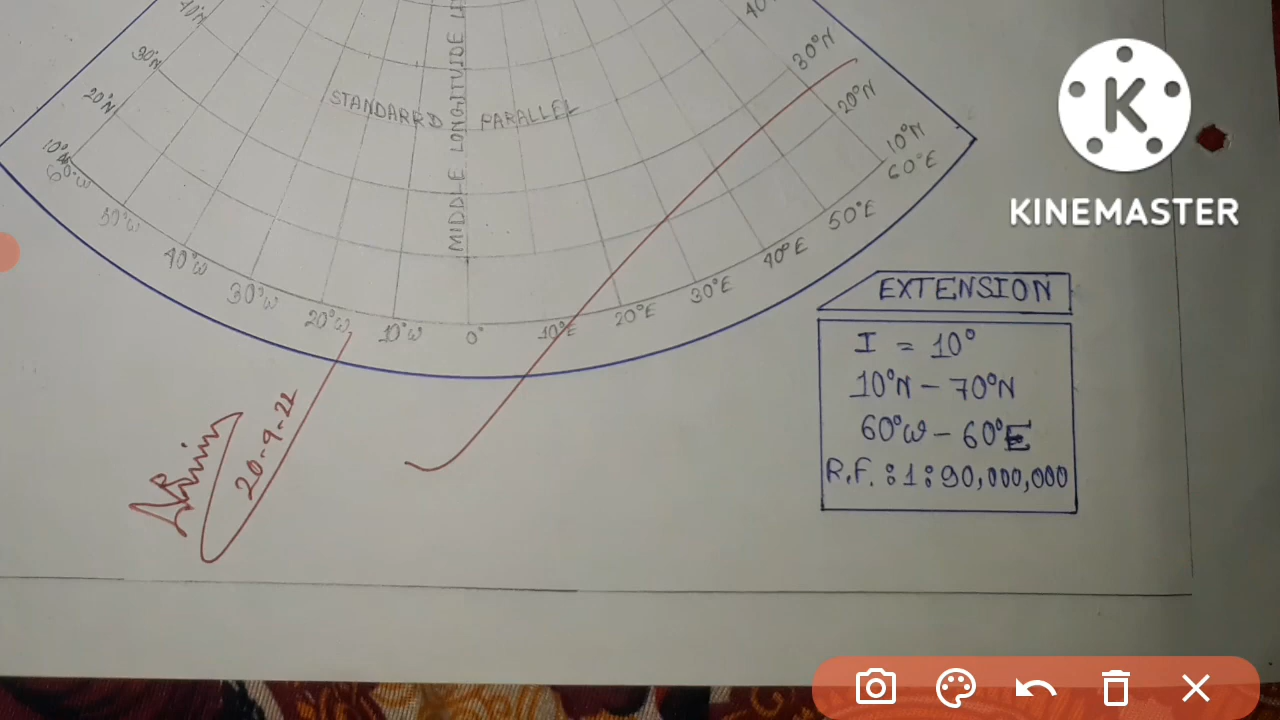 40°N
40°N
30°N
30°N
20°N
20°N
10°N
10°N
MIDDLE LONGITUDE
STANDARRD PARALLEL
60°W
50°W
40°W
30°W
20°W
10°W
0°
10°E
20°E
30°E
40°E
50°E
60°E
20-9-22
K
KINEMASTER
EXTENSION
I = 10°
10°N - 70°N
60°W - 60°E
R.F. : 1 : 90,000,000